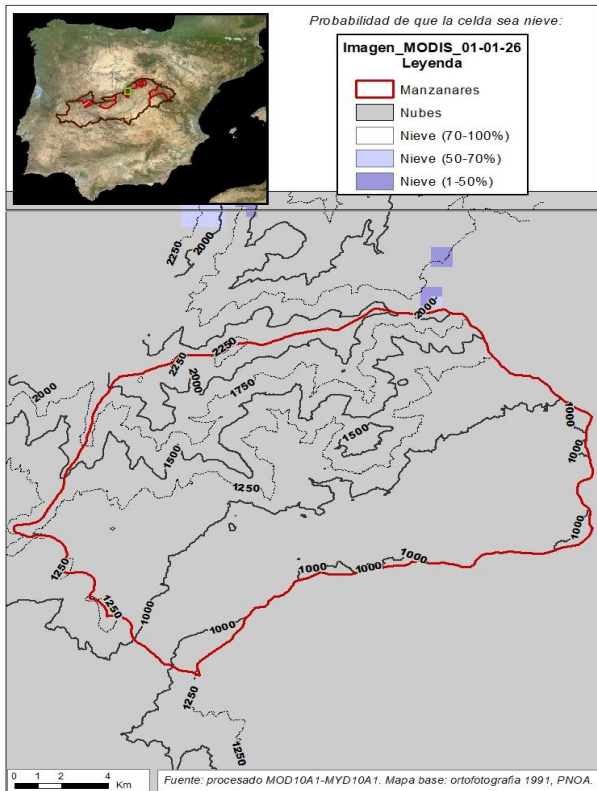 Probabilidad de que la celda sea nieve:
Imagen_MODIS_01-01-26
Leyenda
Manzanares
Nubes
Nieve (70-100%)
Nieve (50-70%)
Nieve (1-50%)
2250
2000
2000
2250
2250
2000
2000
1750
1500
1000
1000
1500
1250
1250
1000
1000
1000
1000
1250
1000
1250
1250
0 1 2 4
Km
Fuente: procesado MOD10A1-MYD10A1. Mapa base: ortofotografia 1991, PNOA.